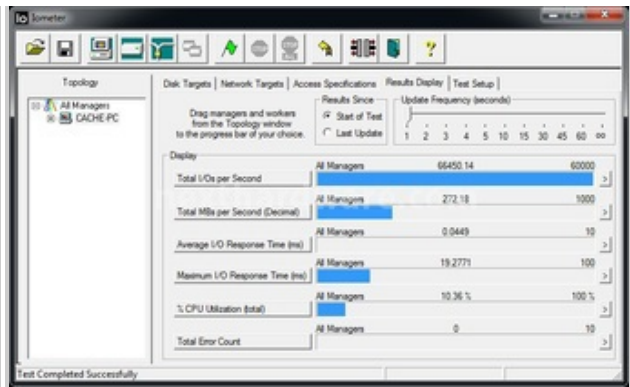 Iometer
Topology
All Managers
CACHE-PC
Disk Targets
Network Targets
Access Specifications
Results Display
Test Setup
Drag managers and workers
from the Topology window
to the progress bar of your choice.
Results Since
Start of Test
Last Update
Update Frequency (seconds)
1 2 3 4 5 10 15 30 45 60 ∞
Display
All Managers 66450.14 60000
Total I/Os per Second
All Managers 272.18 1000
Total MBs per Second (Decimal)
All Managers 0.0449 10
Average I/O Response Time (ms)
All Managers 19.2771 100
Maximum I/O Response Time (ms)
All Managers 10.36 % 100 %
% CPU Utilization (total)
All Managers 0 10
Total Error Count
Test Completed Successfully